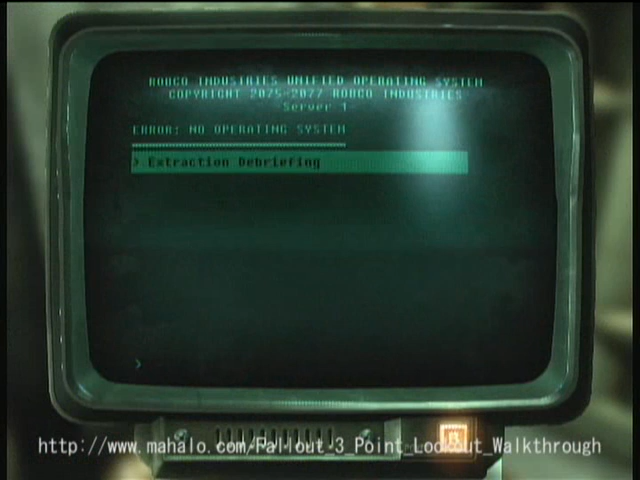 ROBCO INDUSTRIES UNIFIED OPERATING SYSTEM
COPYRIGHT 2075-2077 ROBCO INDUSTRIES
-Server 1-
ERROR: NO OPERATING SYSTEM
> Extraction Debriefing
>
http://www.mahalo.com/Fallout_3_Point_Lookout_Walkthrough